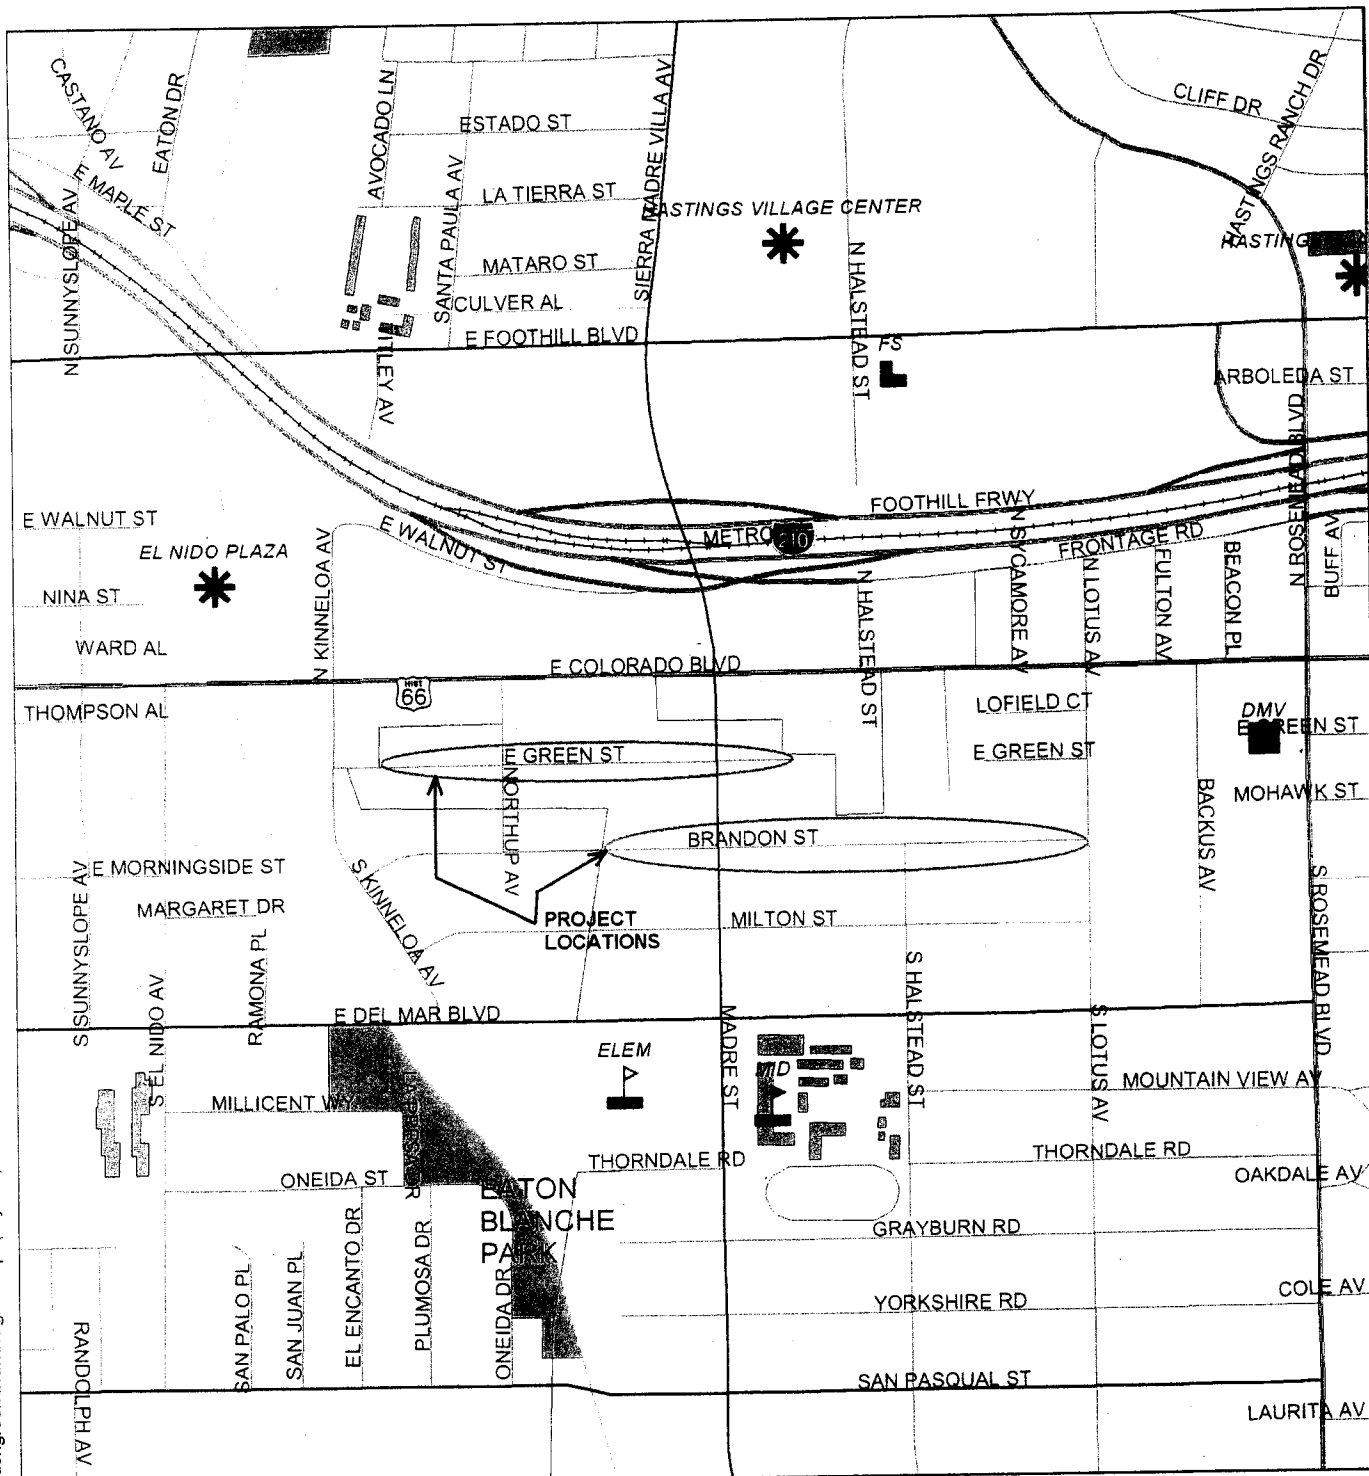 CASTANO AV
EATON DR
E MAPLE ST
N SUNNYSLOPE AV
AVOCADO LN
ESTADO ST
SANTA PAULA AV
LA TIERRA ST
MATARO ST
CULVER AL
E FOOTHILL BLVD
SIERRA MADRE VILLA AV
HASTINGS VILLAGE CENTER
N HALSTEAD ST
FS
CLIFF DR
HASTINGS RANCH DR
HASTING
ARBOLEDA ST
N ROSEMEAD BLVD
ITLEY AV
E WALNUT ST
EL NIDO PLAZA
NINA ST
WARD AL
N KINNELOA AV
E WALNUT ST
METRO
210
FOOTHILL FRWY
FRONTAGE RD
N HALSTEAD ST
N SYCAMORE AV
N LOTUS AV
FULTON AV
BEACON PL
BUFF AV
E COLORADO BLVD
HIST
66
THOMPSON AL
LOFIELD CT
DMV
E GREEN ST
E GREEN ST
E GREEN ST
MOHAWK ST
NORTHUP AV
BRANDON ST
BACKUS AV
E MORNINGSIDE ST
MARGARET DR
S SUNNYSLOPE AV
S EL NIDO AV
RAMONA PL
S KINNELOA AV
PROJECT
LOCATIONS
MILTON ST
S HALSTEAD ST
S LOTUS AV
S ROSEMEAD BLVD
E DEL MAR BLVD
MADRE ST
ELEM
MID
MOUNTAIN VIEW AV
MILLICENT WY
THORNDALE RD
THORNDALE RD
OAKDALE AV
ONEIDA ST
EATON
BLANCHE
PARK
GRAYBURN RD
COLE AV
YORKSHIRE RD
SAN PALO PL
SAN JUAN PL
EL ENCANTO DR
PLUMOSA DR
ONEIDA DR
RANDOLPH AV
SAN PASQUAL ST
LAURITA AV